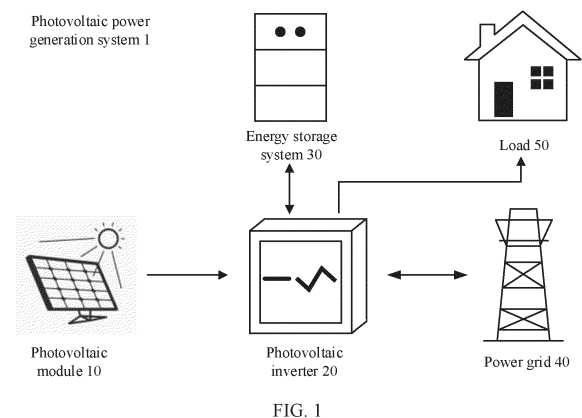 Photovoltaic power
generation system 1
Energy storage
system 30
Load 50
Photovoltaic
module 10
Photovoltaic
inverter 20
Power grid 40
FIG. 1